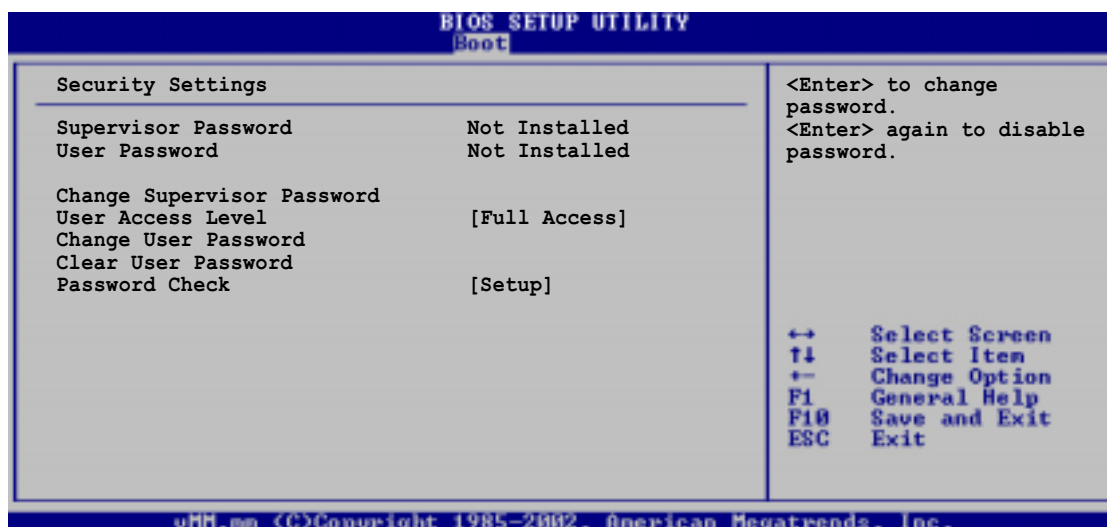 BIOS SETUP UTILITY
Boot
Security Settings
Supervisor Password Not Installed
User Password Not Installed
Change Supervisor Password
User Access Level [Full Access]
Change User Password
Clear User Password
Password Check [Setup]
<Enter> to change
password.
<Enter> again to disable
password.
←→ Select Screen
↑↓ Select Item
+- Change Option
F1 General Help
F10 Save and Exit
ESC Exit
vMM.mm (C)Copyright 1985-2002, American Megatrends, Inc.